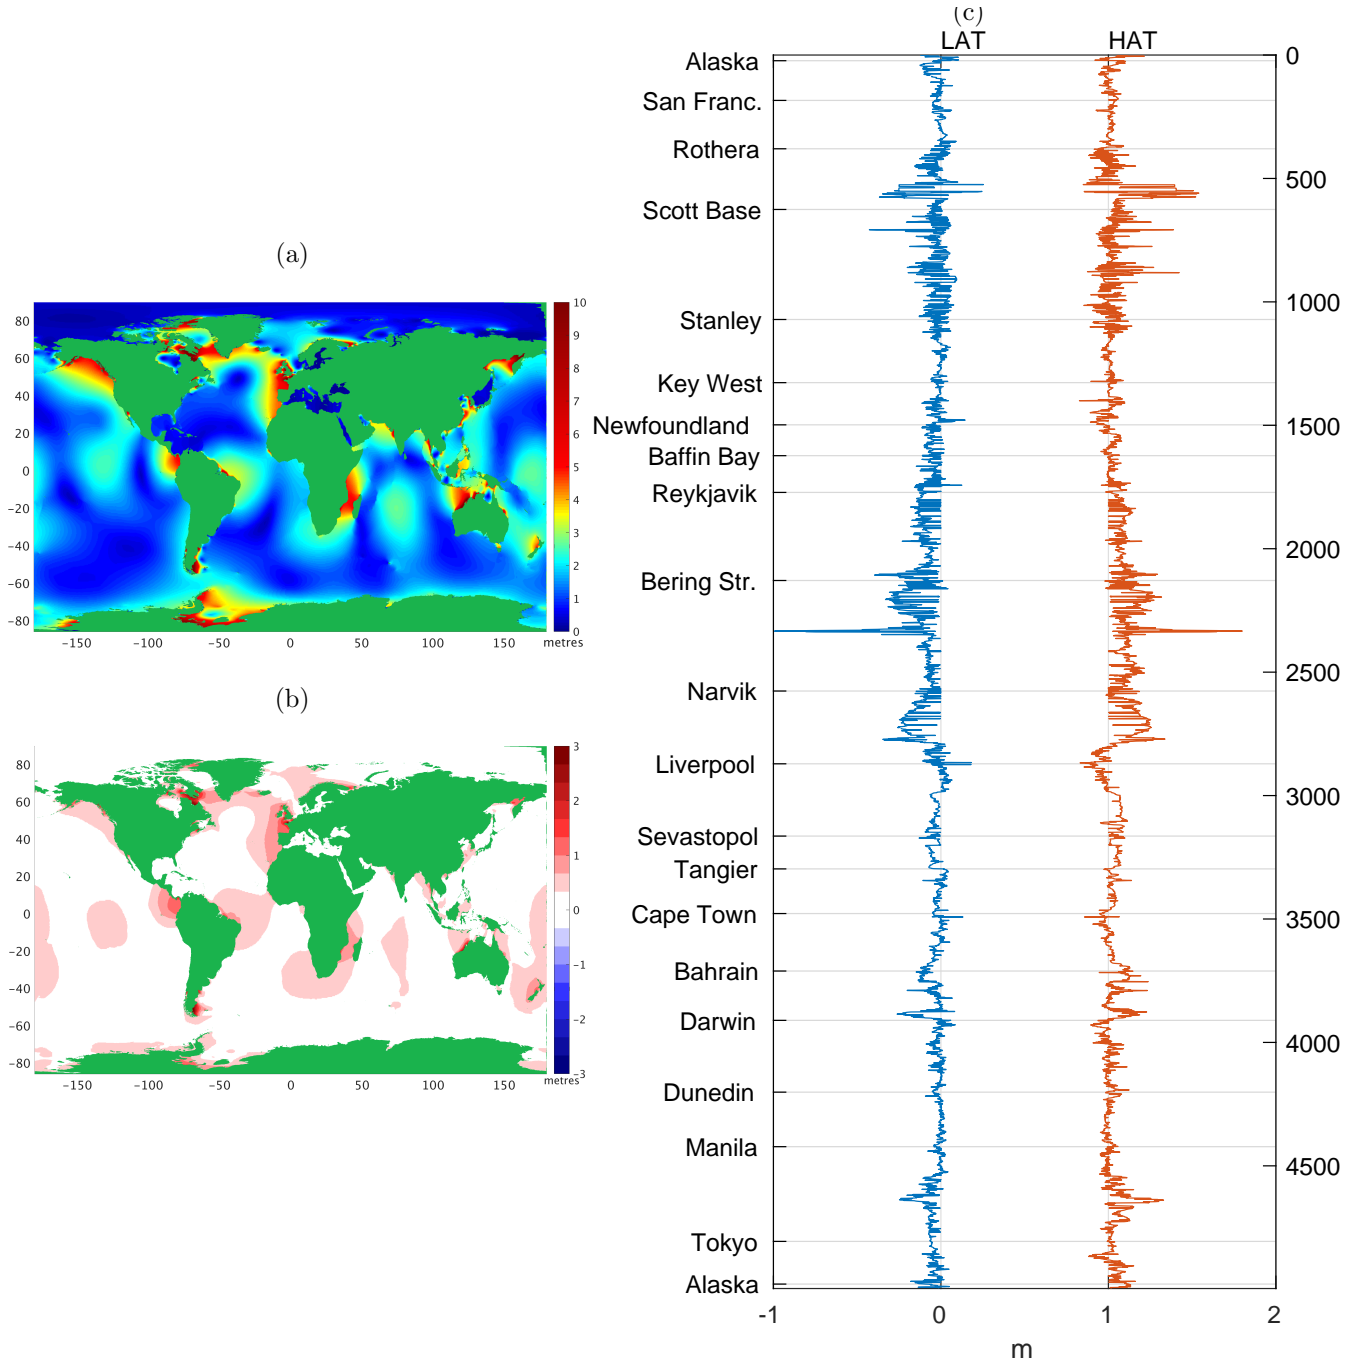 (a)
80
60
40
20
0
−20
−40
−60
−80
−150
−100
−50
0
50
100
150
10
9
8
7
6
5
4
3
2
1
0
metres
(b)
80
60
40
20
0
−20
−40
−60
−80
−150
−100
−50
0
50
100
150
3
2
1
0
−1
−2
−3
metres
(c)
LAT HAT
Alaska
San Franc.
Rothera
Scott Base
Stanley
Key West
Newfoundland
Baffin Bay
Reykjavik
Bering Str.
Narvik
Liverpool
Sevastopol
Tangier
Cape Town
Bahrain
Darwin
Dunedin
Manila
Tokyo
Alaska
0
500
1000
1500
2000
2500
3000
3500
4000
4500
-1 0 1 2
m